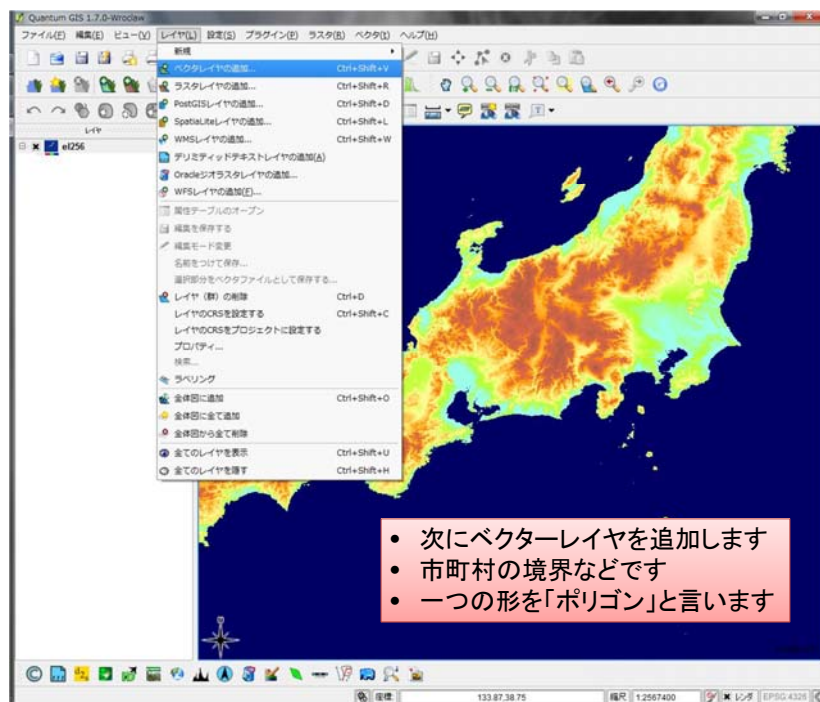 Quantum GIS 1.7.0-Wroclaw
ファイル(F) 編集(E) ビュー(V) レイヤ(L) 設定(S) プラグイン(P) ラスタ(R) ベクタ(t) ヘルプ(H)
新規
ベクタレイヤの追加... Ctrl+Shift+V
ラスタレイヤの追加... Ctrl+Shift+R
PostGISレイヤの追加... Ctrl+Shift+D
SpatiaLiteレイヤの追加... Ctrl+Shift+L
WMSレイヤの追加... Ctrl+Shift+W
デリミティッドテキストレイヤの追加(A)
Oracleジオラスタレイヤの追加...
WFSレイヤの追加(F)...
属性テーブルのオープン
編集を保存する
編集モード変更
名前をつけて保存...
選択部分をベクタファイルとして保存する...
レイヤ（群）の削除 Ctrl+D
レイヤのCRSを設定する Ctrl+Shift+C
レイヤのCRSをプロジェクトに設定する
プロパティ...
検索...
ラベリング
全体図に追加 Ctrl+Shift+O
全体図に全て追加
全体図から全て削除
全てのレイヤを表示 Ctrl+Shift+U
全てのレイヤを隠す Ctrl+Shift+H
レイヤ
el256
• 次にベクターレイヤを追加します
• 市町村の境界などです
• 一つの形を「ポリゴン」と言います
座標: 133.87,38.75 縮尺 1:2567400 レンダ EPSG:4326